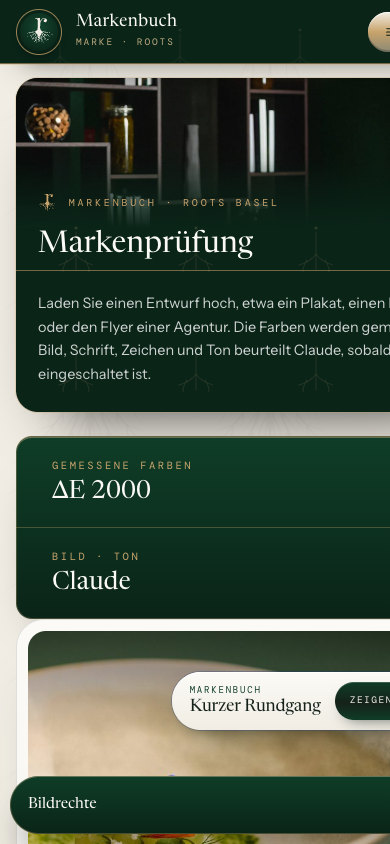 r
Markenbuch
MARKE · ROOTS
MARKENBUCH · ROOTS BASEL
Markenprüfung
Laden Sie einen Entwurf hoch, etwa ein Plakat, einen
oder den Flyer einer Agentur. Die Farben werden gem
Bild, Schrift, Zeichen und Ton beurteilt Claude, sobald
eingeschaltet ist.
GEMESSENE FARBEN
ΔE 2000
BILD · TON
Claude
MARKENBUCH
Kurzer Rundgang
ZEIGEN
Bildrechte